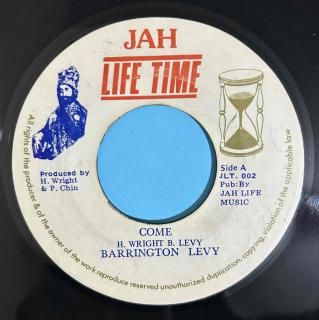 JAH
LIFE TIME
Produced by
H. Wright
& P. Chin
Side A
JLT. 002
Pub: By
JAH LIFE
MUSIC
COME
H. WRIGHT B. LEVY
BARRINGTON LEVY
All rights of the producer & of the owner of the work reproduced reserved unauthorized duplication, copying, violation of the applicable law